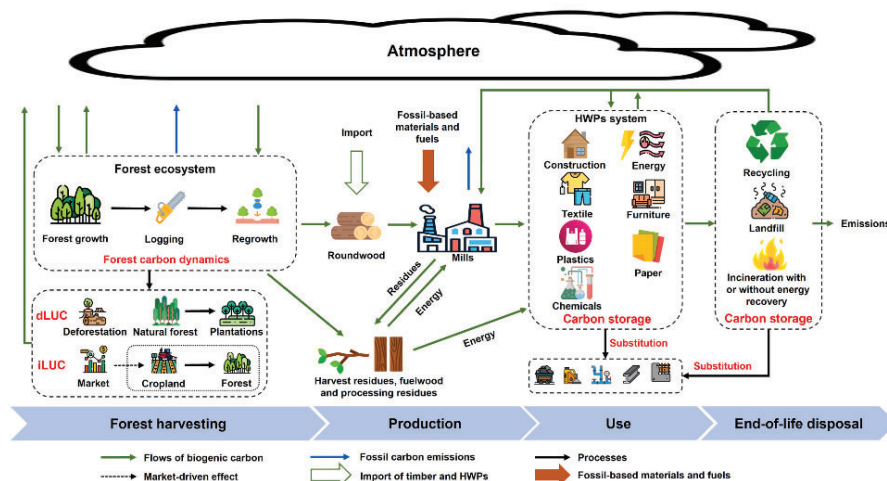 Atmosphere
Import
Fossil-based
materials and
fuels
HWPs system
Construction
Energy
Textile
Furniture
Plastics
Paper
Chemicals
Carbon storage
Recycling
Landfill
Incineration with
or without energy
recovery
Carbon storage
Emissions
Forest ecosystem
Forest growth
Logging
Regrowth
Forest carbon dynamics
Roundwood
Mills
Residues
Energy
Energy
dLUC
Deforestation
Natural forest
Plantations
iLUC
Market
Cropland
Forest
Harvest residues, fuelwood
and processing residues
Substitution
Substitution
Forest harvesting
Production
Use
End-of-life disposal
Flows of biogenic carbon
Fossil carbon emissions
Processes
Market-driven effect
Import of timber and HWPs
Fossil-based materials and fuels